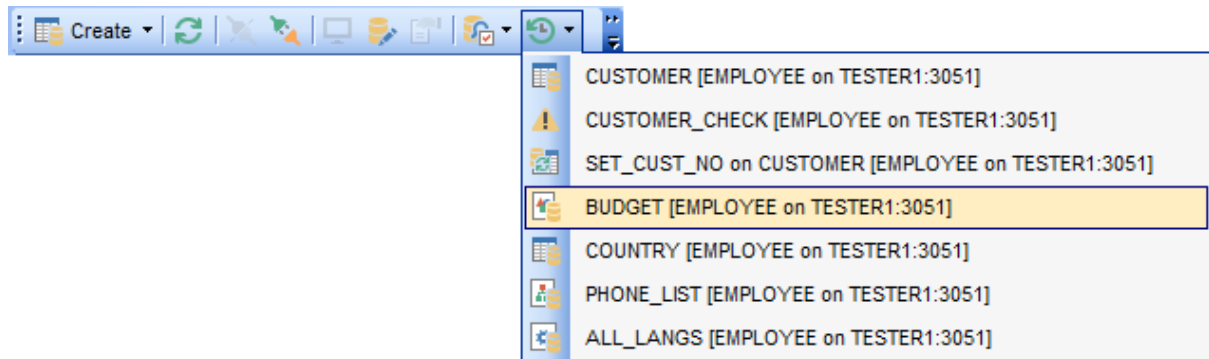 Create
CUSTOMER [EMPLOYEE on TESTER1:3051]
CUSTOMER_CHECK [EMPLOYEE on TESTER1:3051]
SET_CUST_NO on CUSTOMER [EMPLOYEE on TESTER1:3051]
BUDGET [EMPLOYEE on TESTER1:3051]
COUNTRY [EMPLOYEE on TESTER1:3051]
PHONE_LIST [EMPLOYEE on TESTER1:3051]
ALL_LANGS [EMPLOYEE on TESTER1:3051]